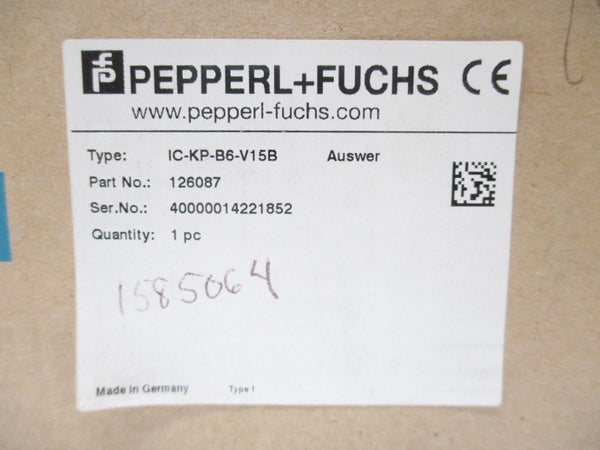 PEPPERL+FUCHS CE
www.pepperl-fuchs.com
Type: IC-KP-B6-V15B Auswer
Part No.: 126087
Ser.No.: 40000014221852
Quantity: 1 pc
1585064
Made in Germany Type 1